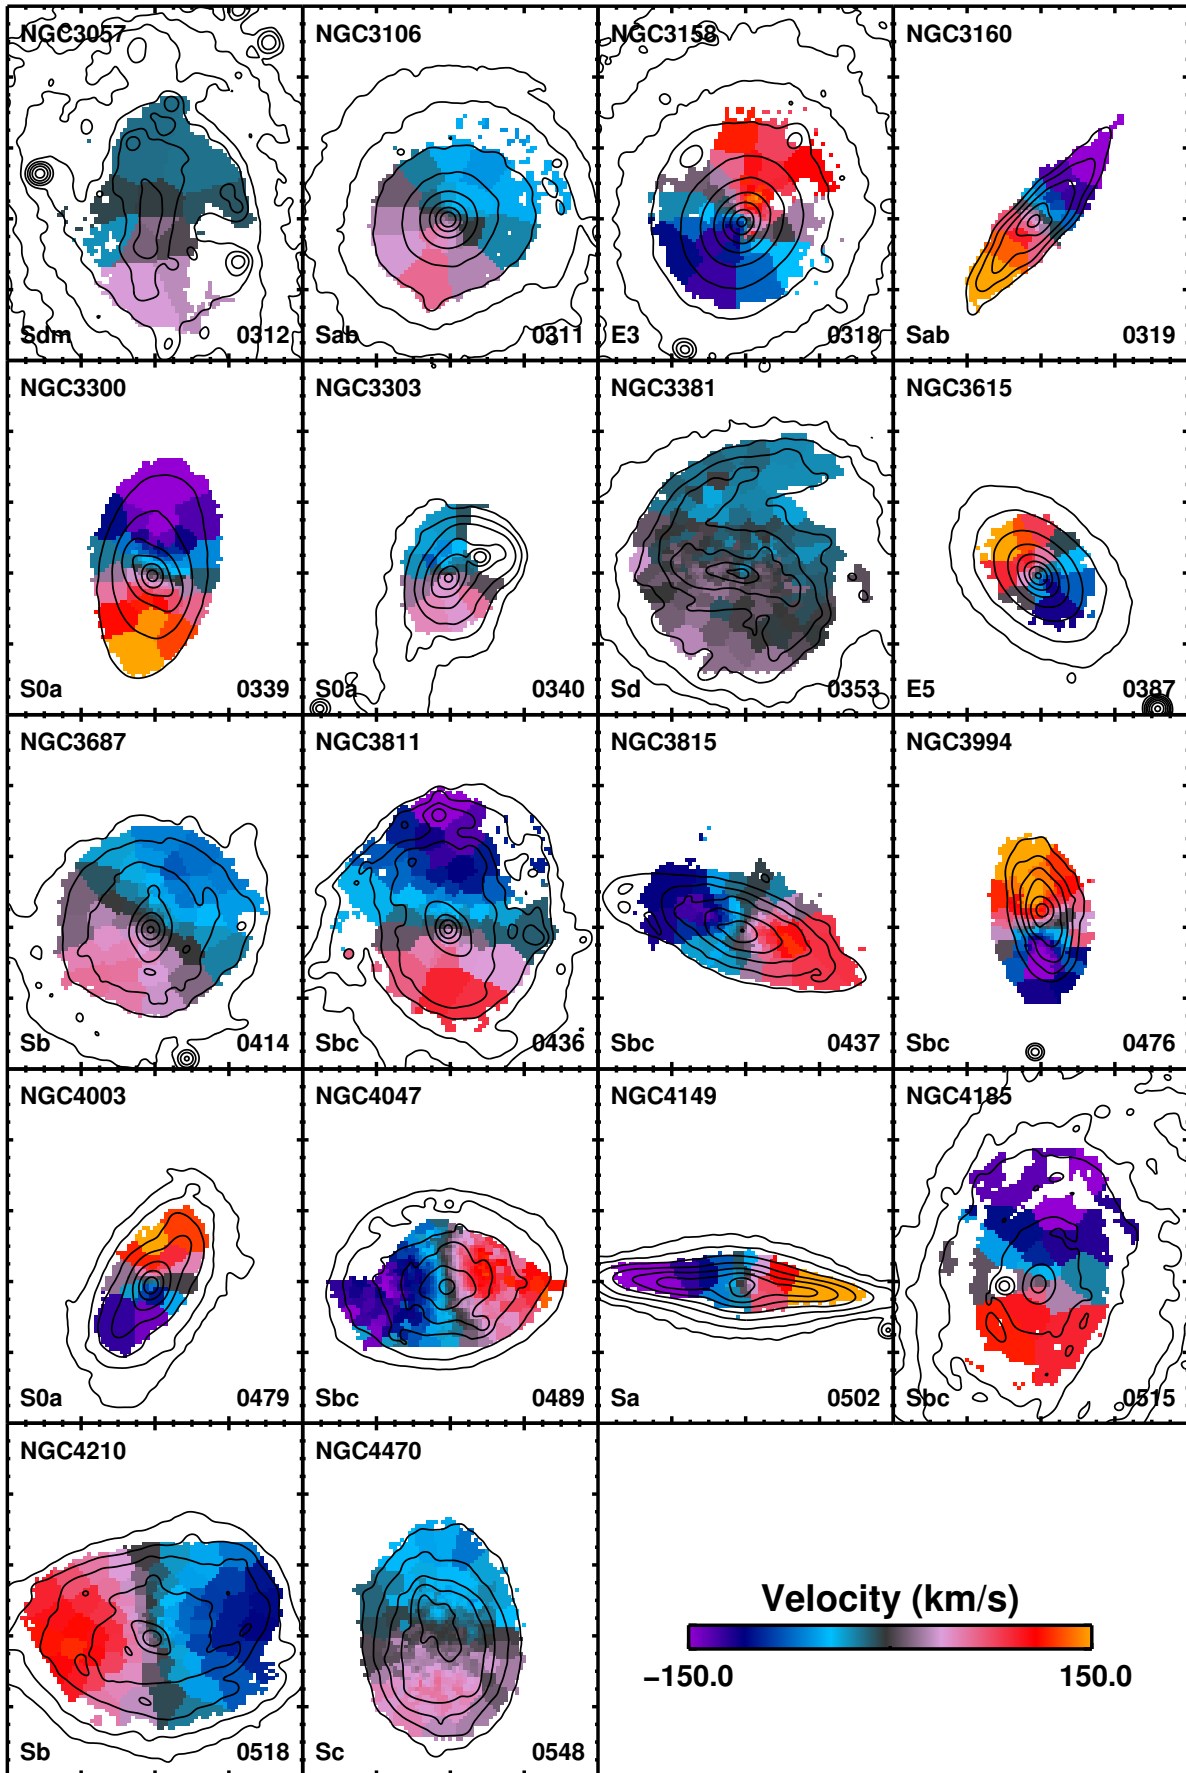 NGC3057 NGC3106 NGC3158 NGC3160
Sdm 0312 Sab 0311 E3 0318 Sab 0319
NGC3300 NGC3303 NGC3381 NGC3615
S0a 0339 S0a 0340 Sd 0353 E5 0387
NGC3687 NGC3811 NGC3815 NGC3994
Sb 0414 Sbc 0436 Sbc 0437 Sbc 0476
NGC4003 NGC4047 NGC4149 NGC4185
S0a 0479 Sbc 0489 Sa 0502 Sbc 0515
NGC4210 NGC4470
Velocity (km/s)
−150.0 150.0
Sb 0518 Sc 0548